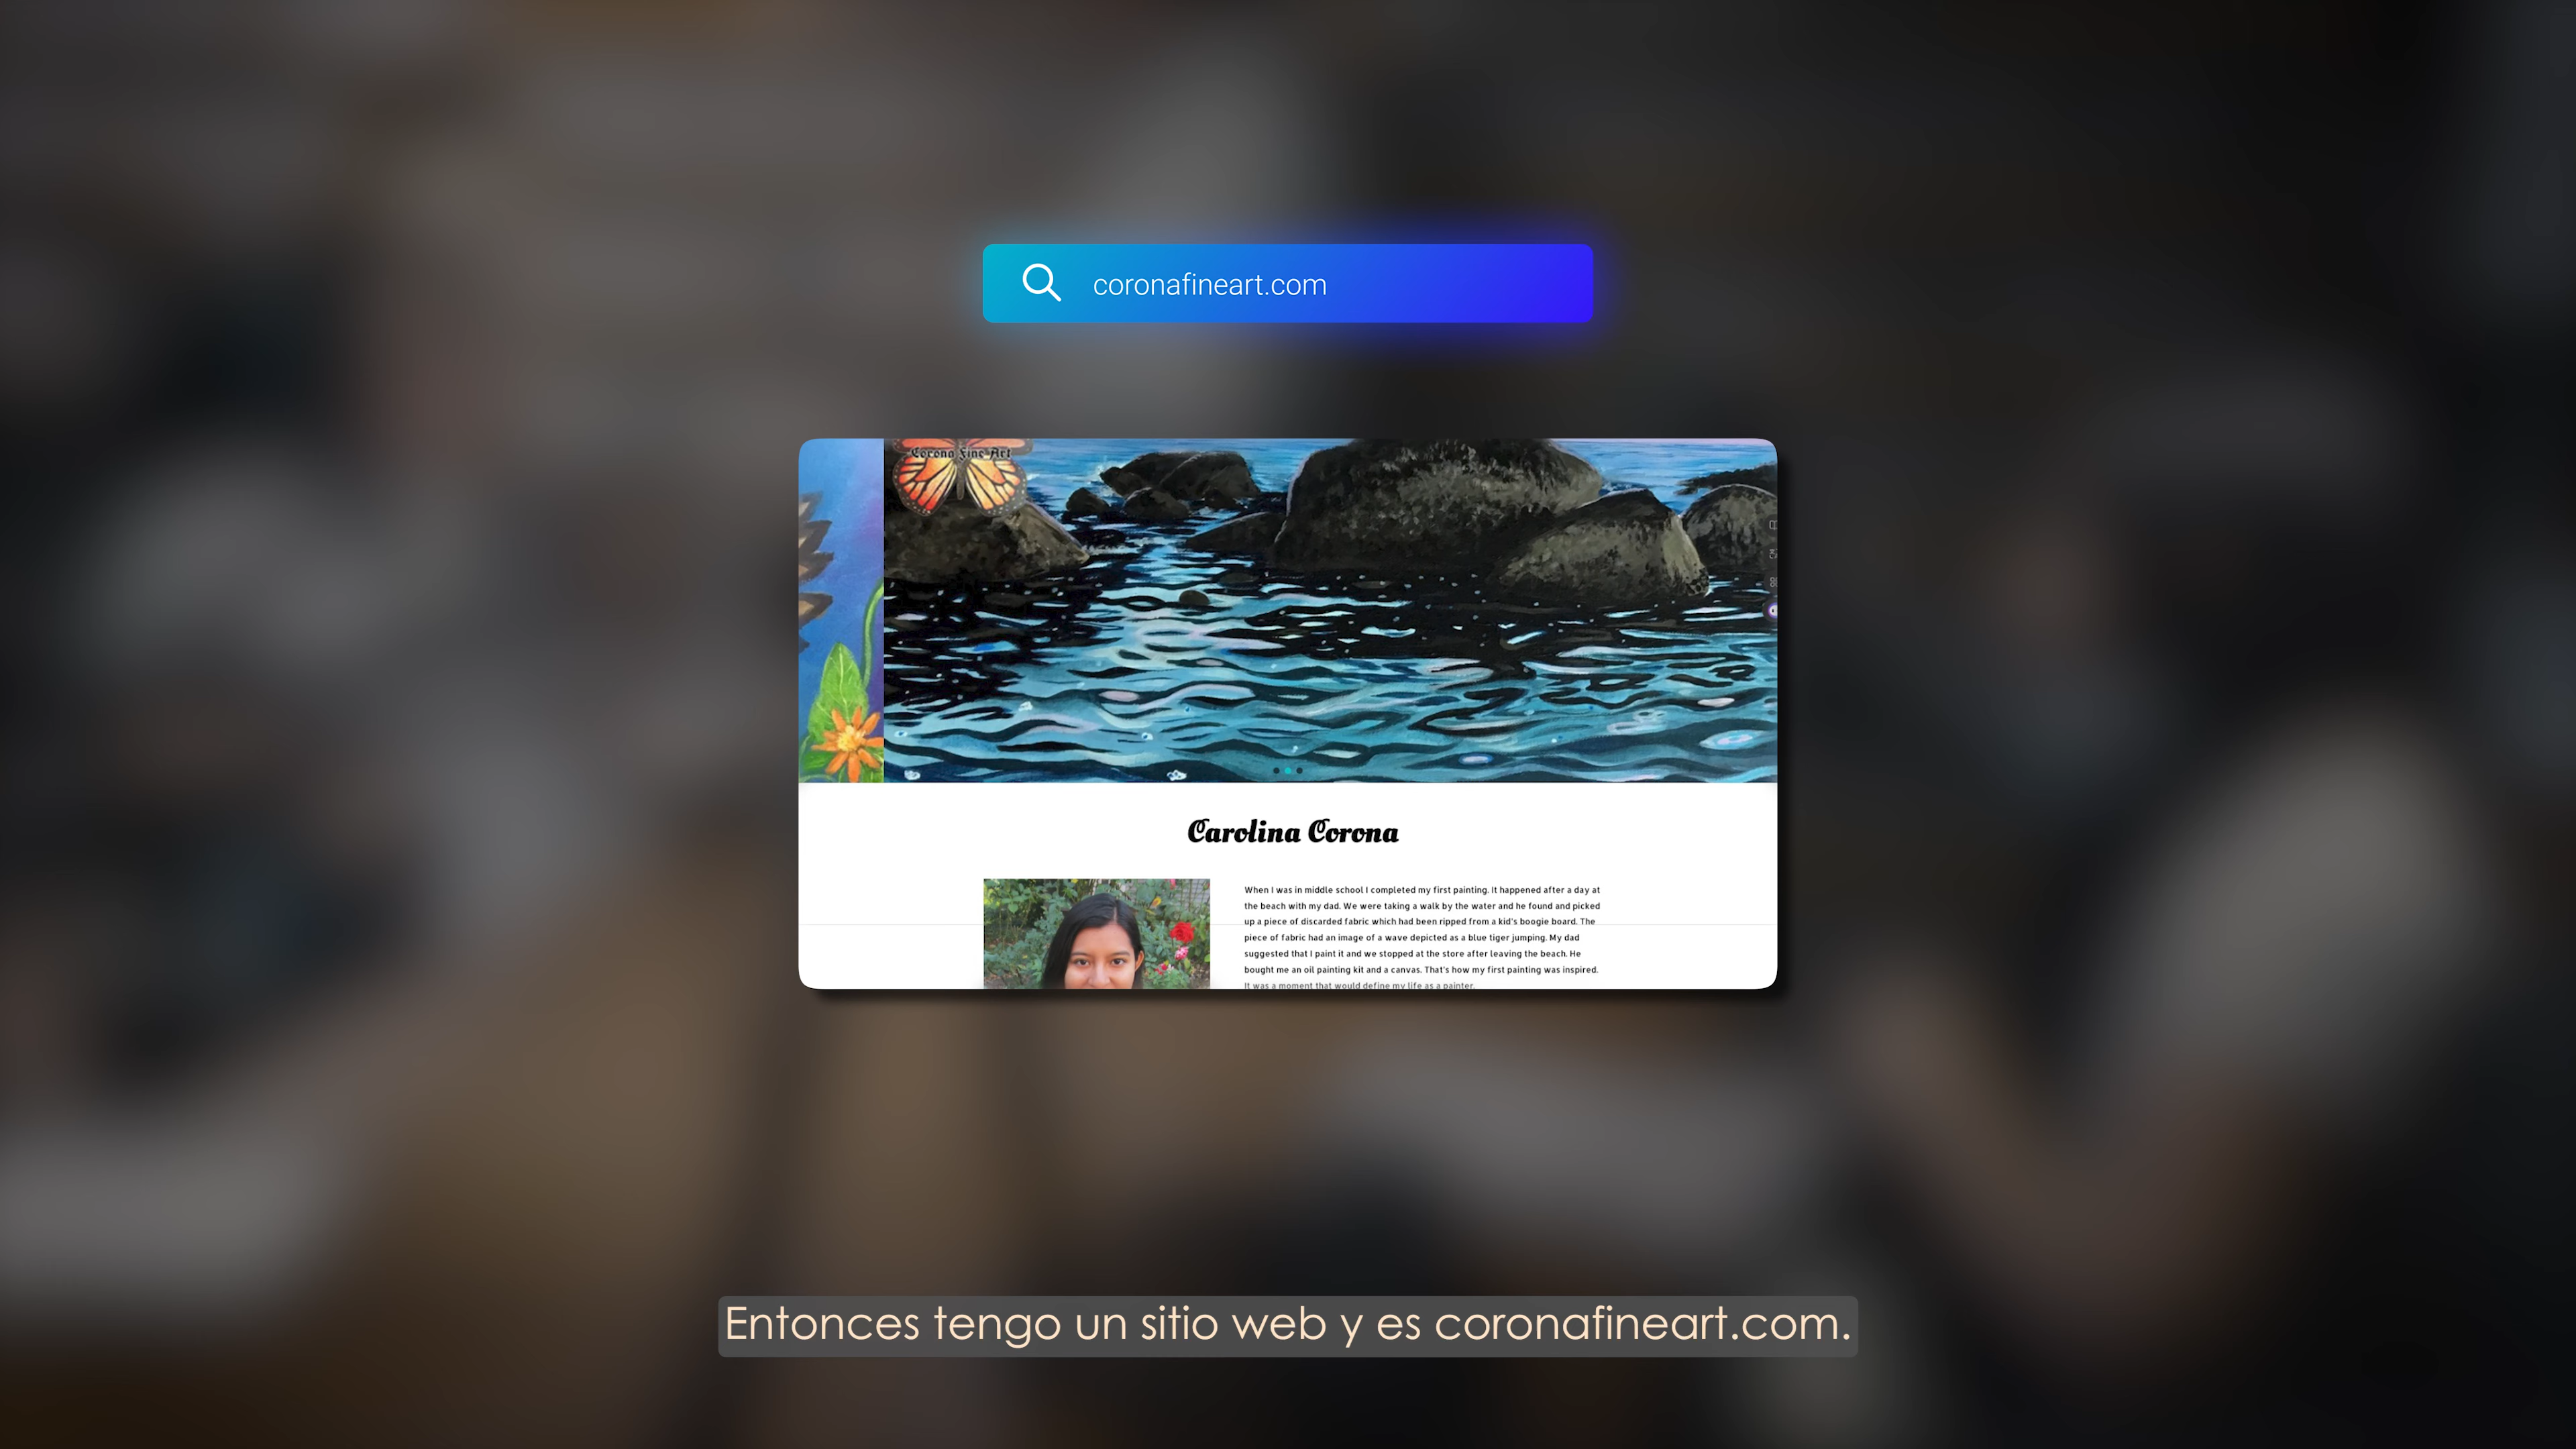 coronafineart.com
Corona Fine Art
Carolina Corona
When I was in middle school I completed my first painting. It happened after a day at
the beach with my dad. We were taking a walk by the water and he found and picked
up a piece of discarded fabric which had been ripped from a kid's boogie board. The
piece of fabric had an image of a wave depicted as a blue tiger jumping. My dad
suggested that I paint it and we stopped at the store after leaving the beach. He
bought me an oil painting kit and a canvas. That's how my first painting was inspired.
It was a moment that would define my life as a painter.
Entonces tengo un sitio web y es coronafineart.com.